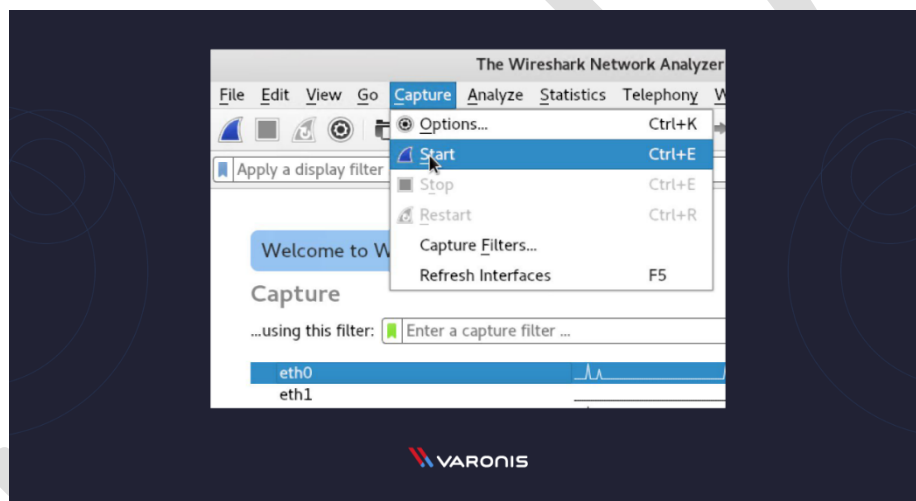 The Wireshark Network Analyzer
File Edit View Go Capture Analyze Statistics Telephony W
Options... Ctrl+K
Apply a display filter
Start Ctrl+E
Stop Ctrl+E
Restart Ctrl+R
Capture Filters...
Refresh Interfaces F5
Welcome to W
Capture
...using this filter: Enter a capture filter ...
eth0
eth1
VARONIS